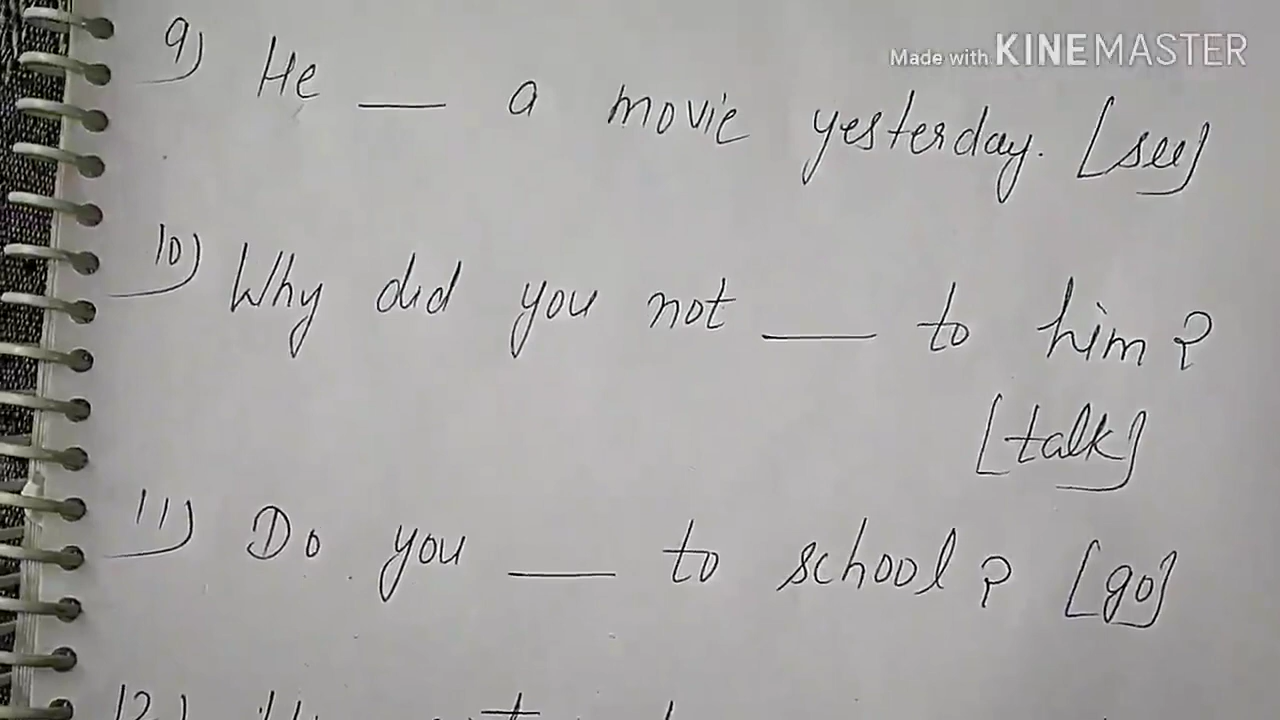 Made with KINEMASTER
9) He ___ a movie yesterday. [see]
10) Why did you not ___ to him?
[talk]
11) Do you ___ to school? [go]
12)